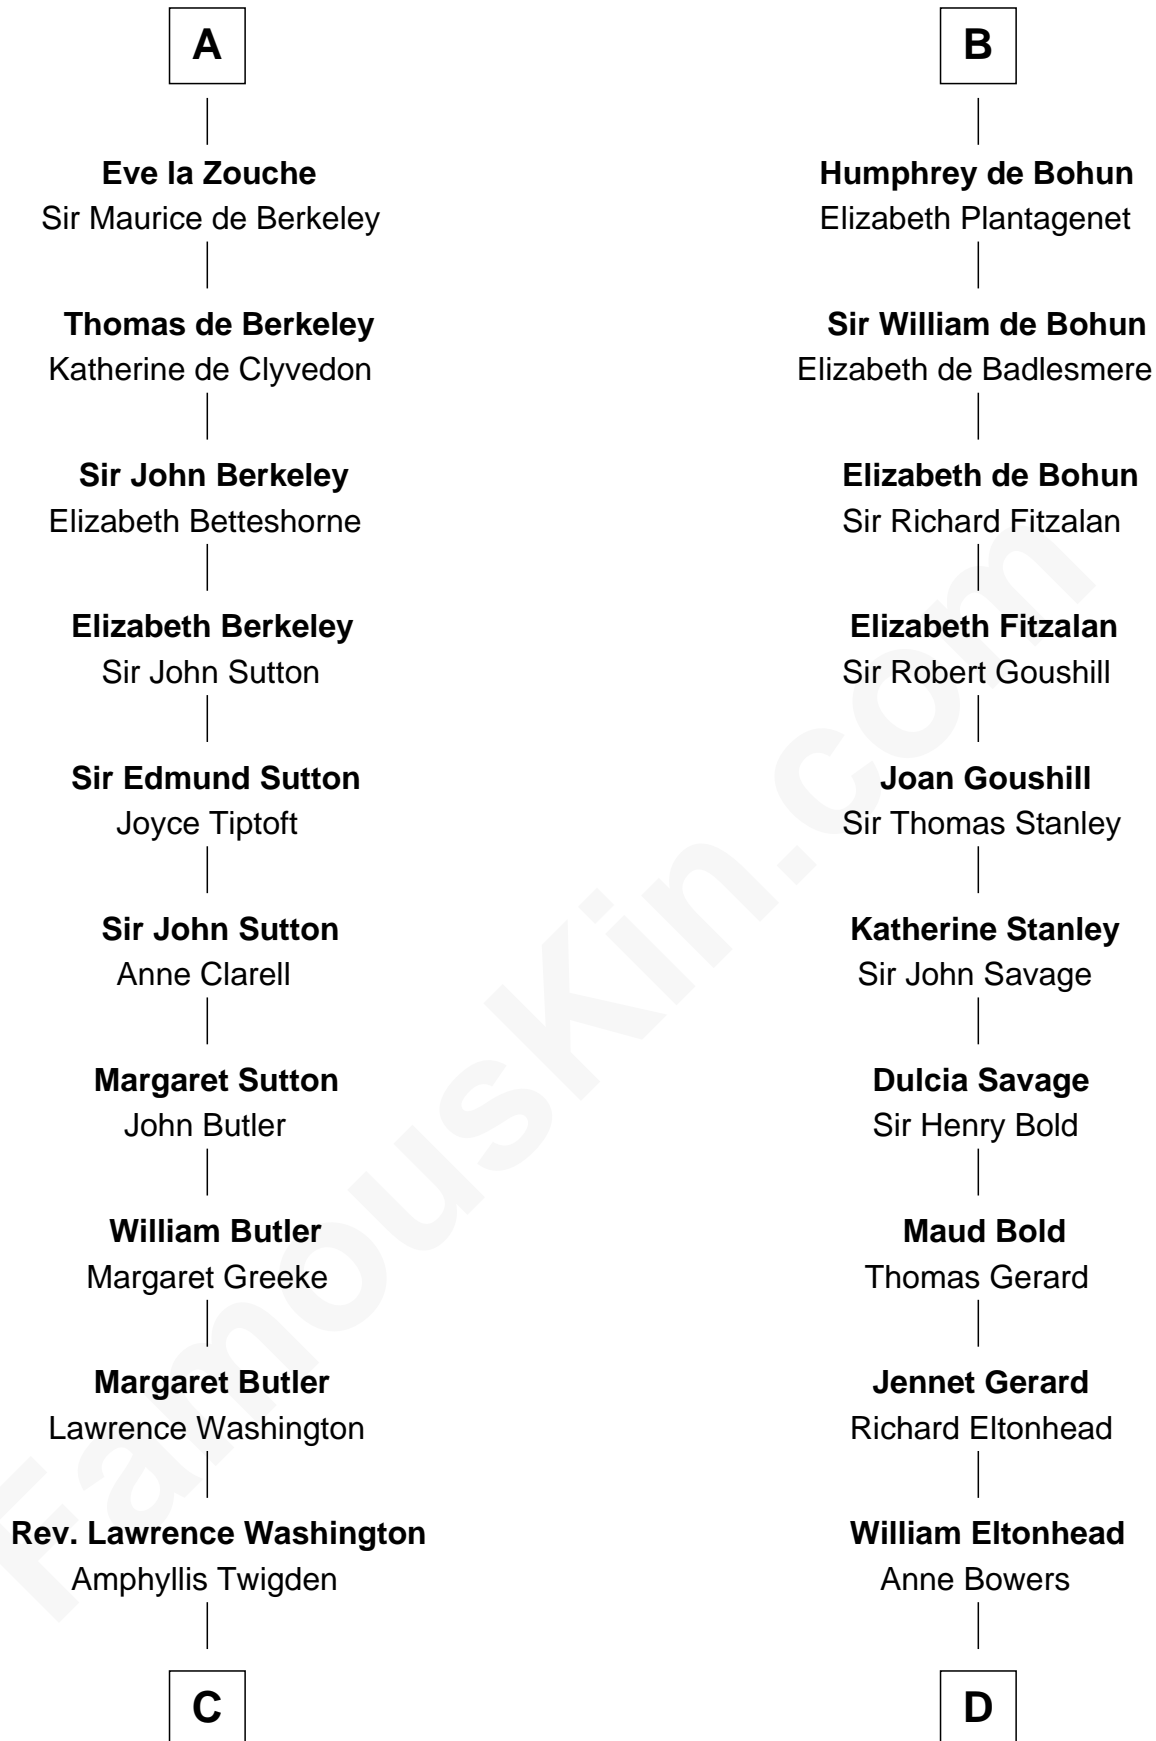 A
Eve la Zouche
Sir Maurice de Berkeley
Thomas de Berkeley
Katherine de Clyvedon
Sir John Berkeley
Elizabeth Betteshorne
Elizabeth Berkeley
Sir John Sutton
Sir Edmund Sutton
Joyce Tiptoft
Sir John Sutton
Anne Clarell
Margaret Sutton
John Butler
William Butler
Margaret Greeke
Margaret Butler
Lawrence Washington
Rev. Lawrence Washington
Amphyllis Twigden
C
B
Humphrey de Bohun
Elizabeth Plantagenet
Sir William de Bohun
Elizabeth de Badlesmere
Elizabeth de Bohun
Sir Richard Fitzalan
Elizabeth Fitzalan
Sir Robert Goushill
Joan Goushill
Sir Thomas Stanley
Katherine Stanley
Sir John Savage
Dulcia Savage
Sir Henry Bold
Maud Bold
Thomas Gerard
Jennet Gerard
Richard Eltonhead
William Eltonhead
Anne Bowers
D
FamousKin.com